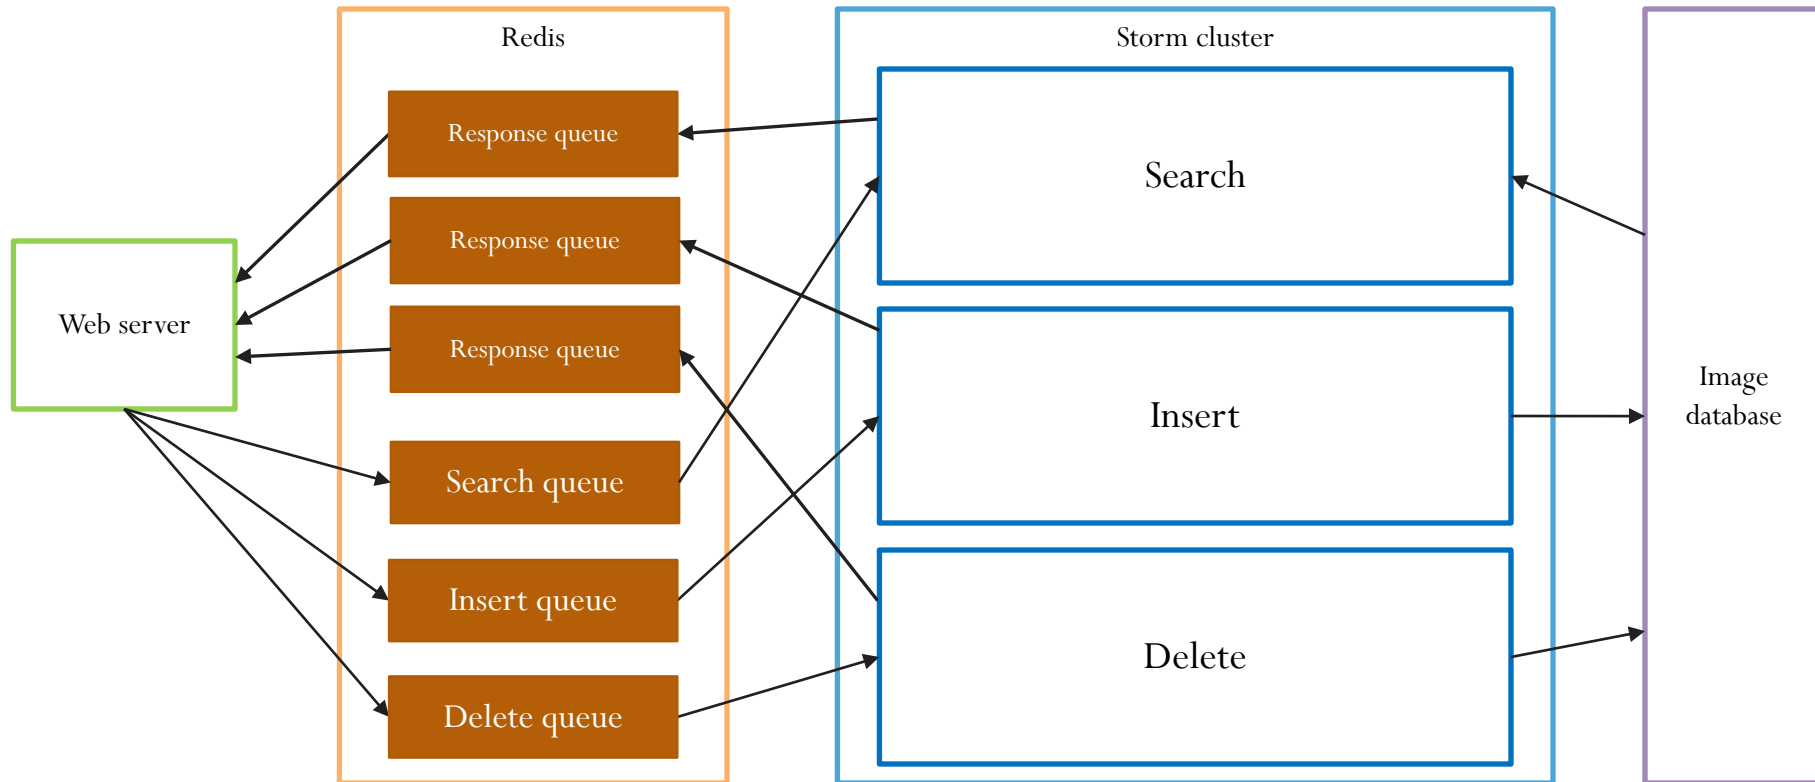 Redis
Storm cluster
Response queue
Search
Response queue
Web server
Response queue
Insert
Image
database
Search queue
Insert queue
Delete
Delete queue